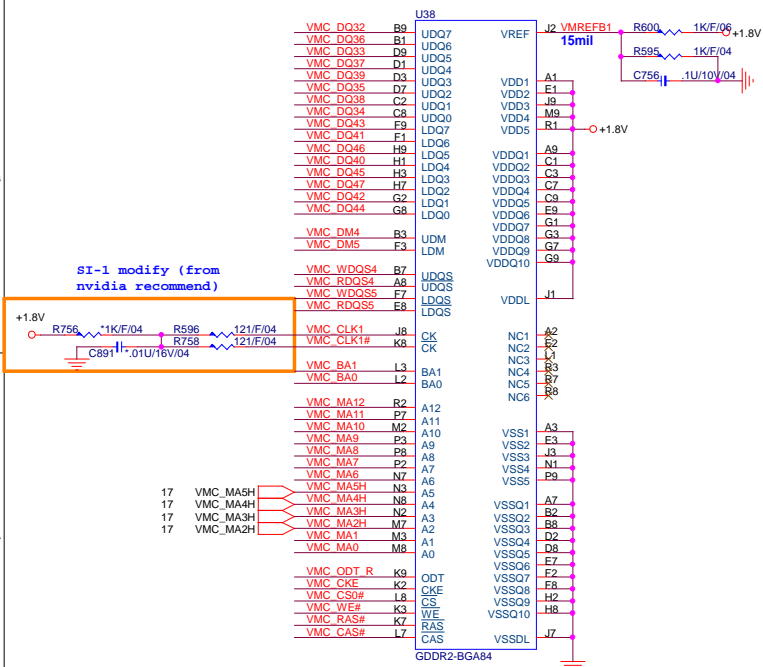 U38
VMC_DQ32 B9 UDQ7 VREF J2 VMREFB1 R600 1K/F/06 +1.8V
15mil
VMC_DQ36 B1 UDQ6
VMC_DQ33 D9 UDQ5 R595 1K/F/04
VMC_DQ37 D1 UDQ4
VMC_DQ39 D3 UDQ3 VDD1 A1 C756 .1U/10V/04
VMC_DQ35 D7 UDQ2 VDD2 E1
VMC_DQ38 C2 UDQ1 VDD3 J9
VMC_DQ34 C8 UDQ0 VDD4 M9
VMC_DQ43 F9 LDQ7 VDD5 R1 +1.8V
VMC_DQ41 F1 LDQ6
VMC_DQ46 H9 LDQ5 VDDQ1 A9
VMC_DQ40 H1 LDQ4 VDDQ2 C1
VMC_DQ45 H3 LDQ3 VDDQ3 C3
VMC_DQ47 H7 LDQ2 VDDQ4 C7
VMC_DQ42 G2 LDQ1 VDDQ5 C9
VMC_DQ44 G8 LDQ0 VDDQ6 E9
VDDQ7 G1
VMC_DM4 B3 UDM VDDQ8 G3
VMC_DM5 F3 LDM VDDQ9 G7
VDDQ10 G9
SI-1 modify (from
nvidia recommend)
VMC_WDQS4 B7 UDQS
VMC_RDQS4 A8 UDQS
VMC_WDQS5 F7 LDQS VDDL J1
VMC_RDQS5 E8 LDQS
+1.8V
R756 *1K/F/04 R596 121/F/04 VMC_CLK1 J8 CK NC1 A2
C891 *.01U/16V/04 R758 121/F/04 VMC_CLK1# K8 CK NC2 E2
NC3 L1
VMC_BA1 L3 BA1 NC4 R3
VMC_BA0 L2 BA0 NC5 R7
NC6 R8
VMC_MA12 R2 A12
VMC_MA11 P7 A11
VMC_MA10 M2 A10 VSS1 A3
VMC_MA9 P3 A9 VSS2 E3
VMC_MA8 P8 A8 VSS3 J3
VMC_MA7 P2 A7 VSS4 N1
VMC_MA6 N7 A6 VSS5 P9
17 VMC_MA5H VMC_MA5H N3 A5
17 VMC_MA4H VMC_MA4H N8 A4 VSSQ1 A7
17 VMC_MA3H VMC_MA3H N2 A3 VSSQ2 B2
17 VMC_MA2H VMC_MA2H M7 A2 VSSQ3 B8
VMC_MA1 M3 A1 VSSQ4 D2
VMC_MA0 M8 A0 VSSQ5 D8
VSSQ6 E7
VMC_ODT_R K9 ODT VSSQ7 F2
VMC_CKE K2 CKE VSSQ8 F8
VMC_CS0# L8 CS VSSQ9 H2
VMC_WE# K3 WE VSSQ10 H8
VMC_RAS# K7 RAS
VMC_CAS# L7 CAS VSSDL J7
GDDR2-BGA84